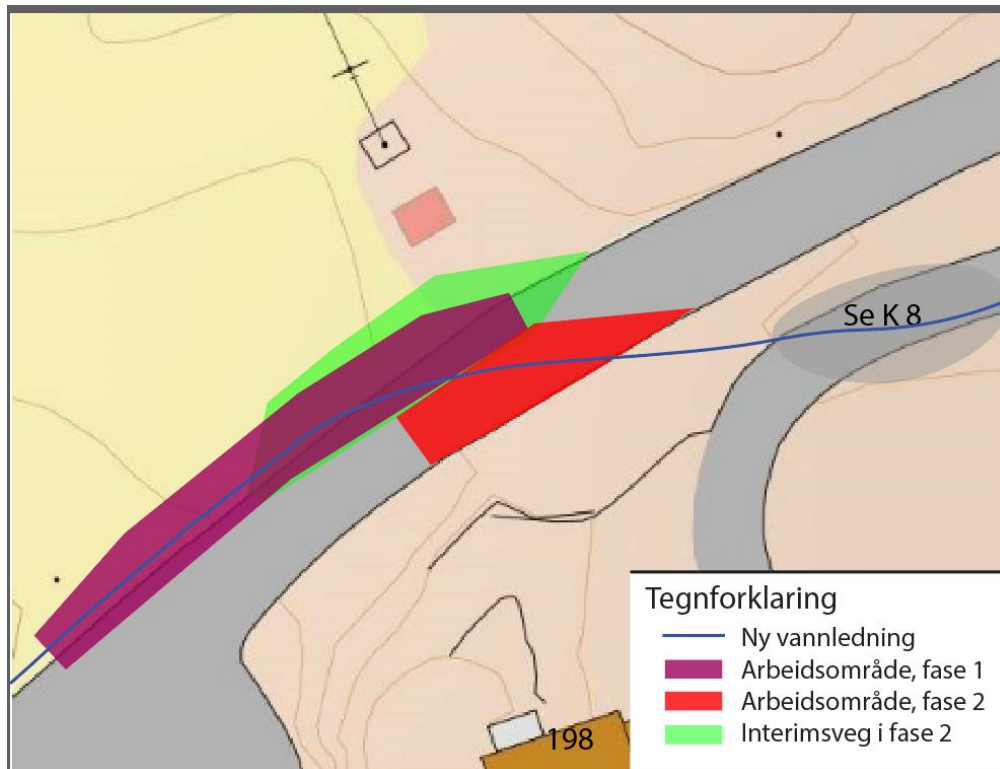 Se K 8
198
Tegnforklaring
Ny vannledning
Arbeidsområde, fase 1
Arbeidsområde, fase 2
Interimsveg i fase 2